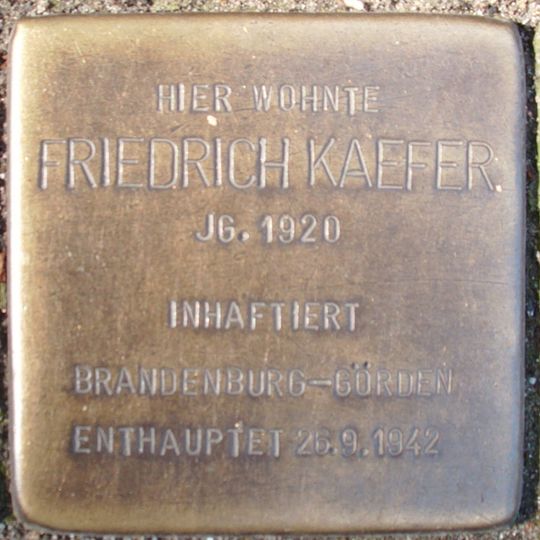 HIER WOHNTE
FRIEDRICH KAEFER
JG. 1920
INHAFTIERT
BRANDENBURG-GÖRDEN
ENTHAUPTET 26.9.1942